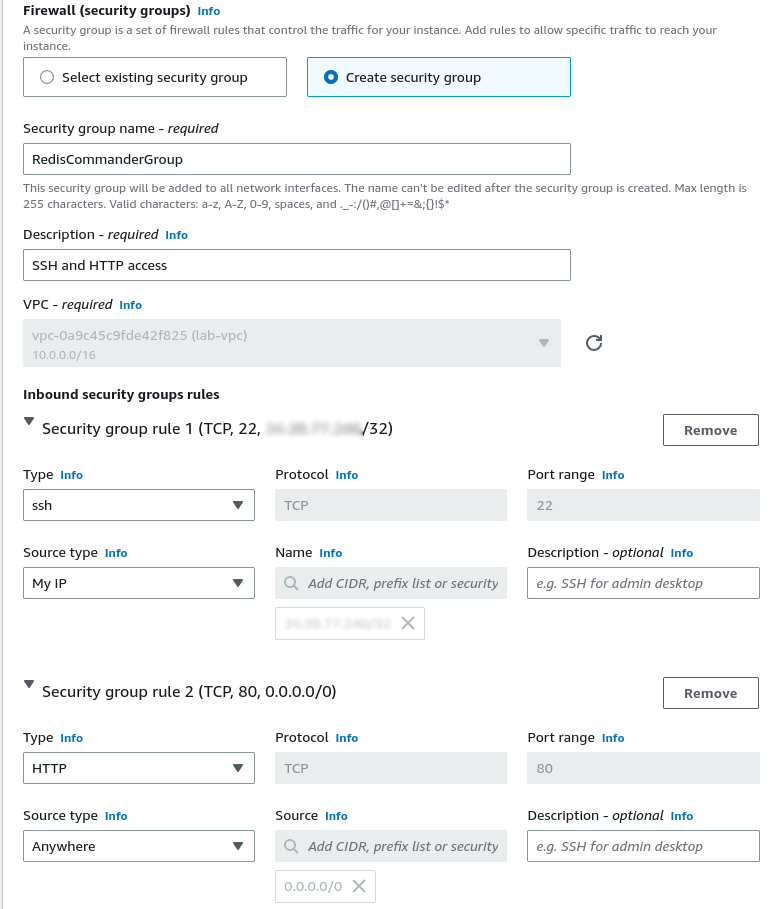 Firewall (security groups) Info
A security group is a set of firewall rules that control the traffic for your instance. Add rules to allow specific traffic to reach your
instance.
Select existing security group Create security group
Security group name - required
RedisCommanderGroup
This security group will be added to all network interfaces. The name can't be edited after the security group is created. Max length is
255 characters. Valid characters: a-z, A-Z, 0-9, spaces, and ._-:/()#,@[]+=&;{}!$*
Description - required Info
SSH and HTTP access
VPC - required Info
vpc-0a9c45c9fde42f825 (lab-vpc)
10.0.0.0/16
Inbound security groups rules
Security group rule 1 (TCP, 22, /32) Remove
Type Info Protocol Info Port range Info
ssh TCP 22
Source type Info Name Info Description - optional Info
My IP Add CIDR, prefix list or security e.g. SSH for admin desktop
Security group rule 2 (TCP, 80, 0.0.0.0/0) Remove
Type Info Protocol Info Port range Info
HTTP TCP 80
Source type Info Source Info Description - optional Info
Anywhere Add CIDR, prefix list or security e.g. SSH for admin desktop
0.0.0.0/0